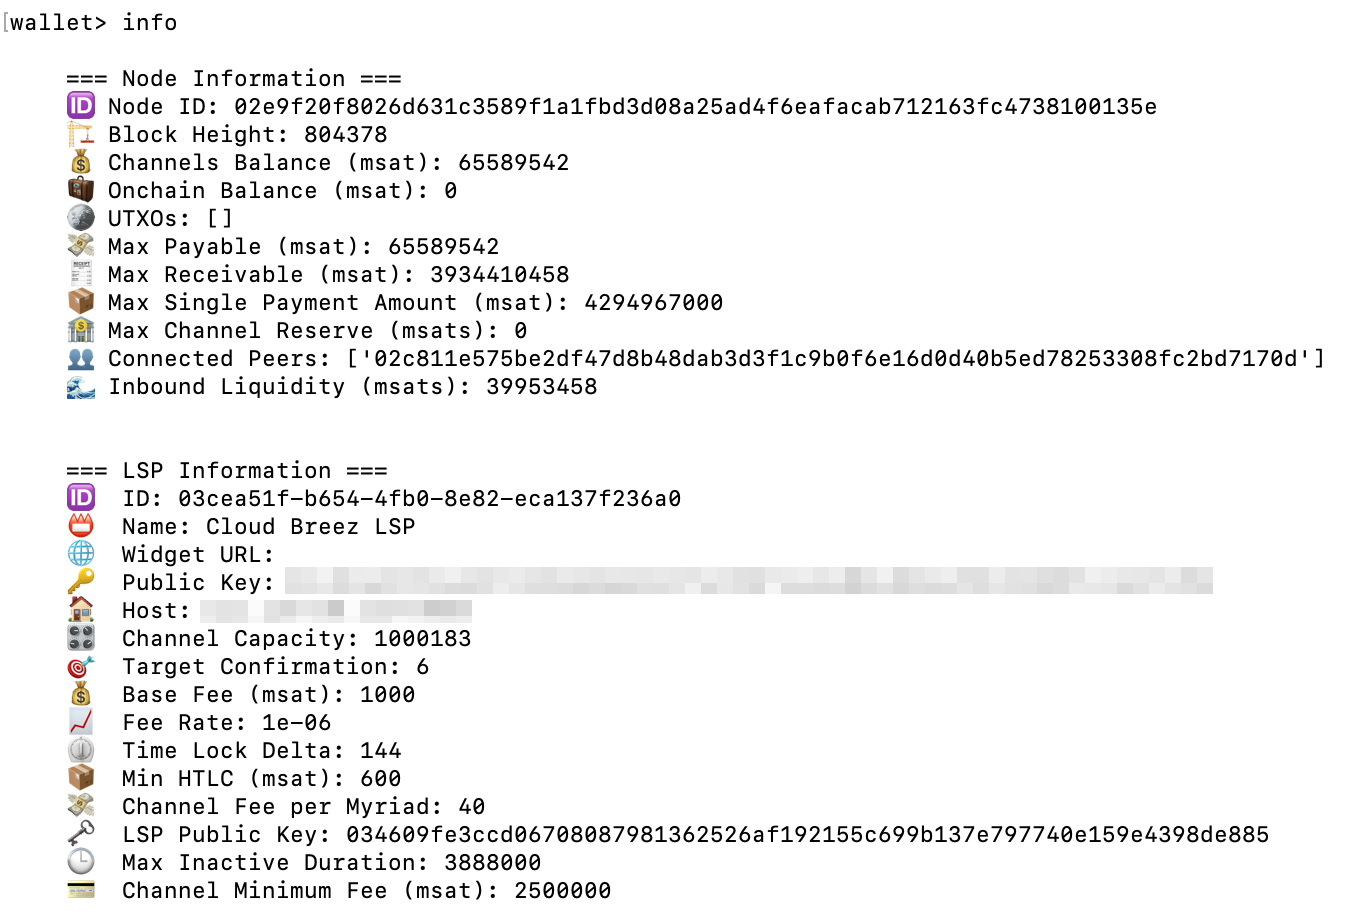 [wallet> info
=== Node Information ===
🆔 Node ID: 02e9f20f8026d631c3589f1a1fbd3d08a25ad4f6eafacab712163fc4738100135e
🏗 Block Height: 804378
💰 Channels Balance (msat): 65589542
💼 Onchain Balance (msat): 0
UTXOs: []
💸 Max Payable (msat): 65589542
🧾 Max Receivable (msat): 3934410458
📦 Max Single Payment Amount (msat): 4294967000
🏦 Max Channel Reserve (msats): 0
👥 Connected Peers: ['02c811e575be2df47d8b48dab3d3f1c9b0f6e16d0d40b5ed78253308fc2bd7170d']
🌊 Inbound Liquidity (msats): 39953458
=== LSP Information ===
🆔 ID: 03cea51f-b654-4fb0-8e82-eca137f236a0
📛 Name: Cloud Breez LSP
🌐 Widget URL:
🔑 Public Key:
🏠 Host:
🎛 Channel Capacity: 1000183
🎯 Target Confirmation: 6
💰 Base Fee (msat): 1000
📈 Fee Rate: 1e-06
⏲ Time Lock Delta: 144
📦 Min HTLC (msat): 600
💸 Channel Fee per Myriad: 40
🗝 LSP Public Key: 034609fe3ccd06708087981362526af192155c699b137e797740e159e4398de885
🕒 Max Inactive Duration: 3888000
💳 Channel Minimum Fee (msat): 2500000